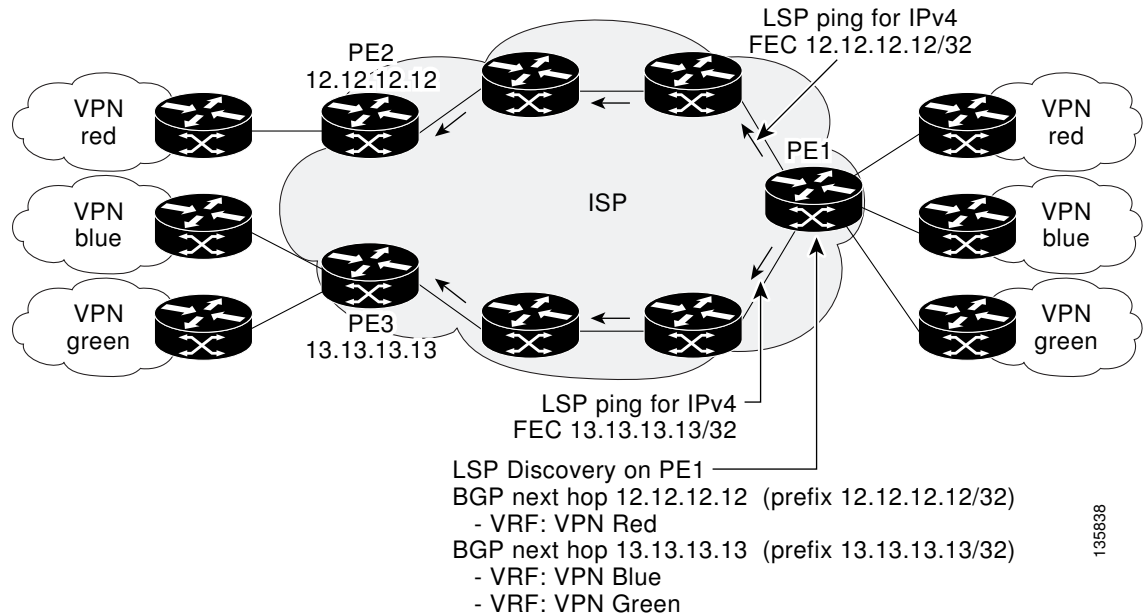 LSP ping for IPv4
FEC 12.12.12.12/32
PE2
12.12.12.12
VPN
red
VPN
red
PE1
VPN
blue
ISP
VPN
blue
VPN
green
PE3
13.13.13.13
VPN
green
LSP ping for IPv4
FEC 13.13.13.13/32
LSP Discovery on PE1
BGP next hop 12.12.12.12 (prefix 12.12.12.12/32)
- VRF: VPN Red
BGP next hop 13.13.13.13 (prefix 13.13.13.13/32)
- VRF: VPN Blue
- VRF: VPN Green
135838